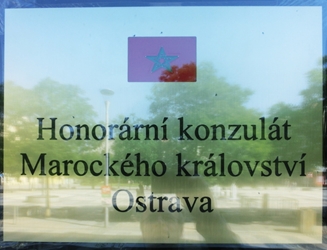 Honorární konzulát
Marockého království
Ostrava